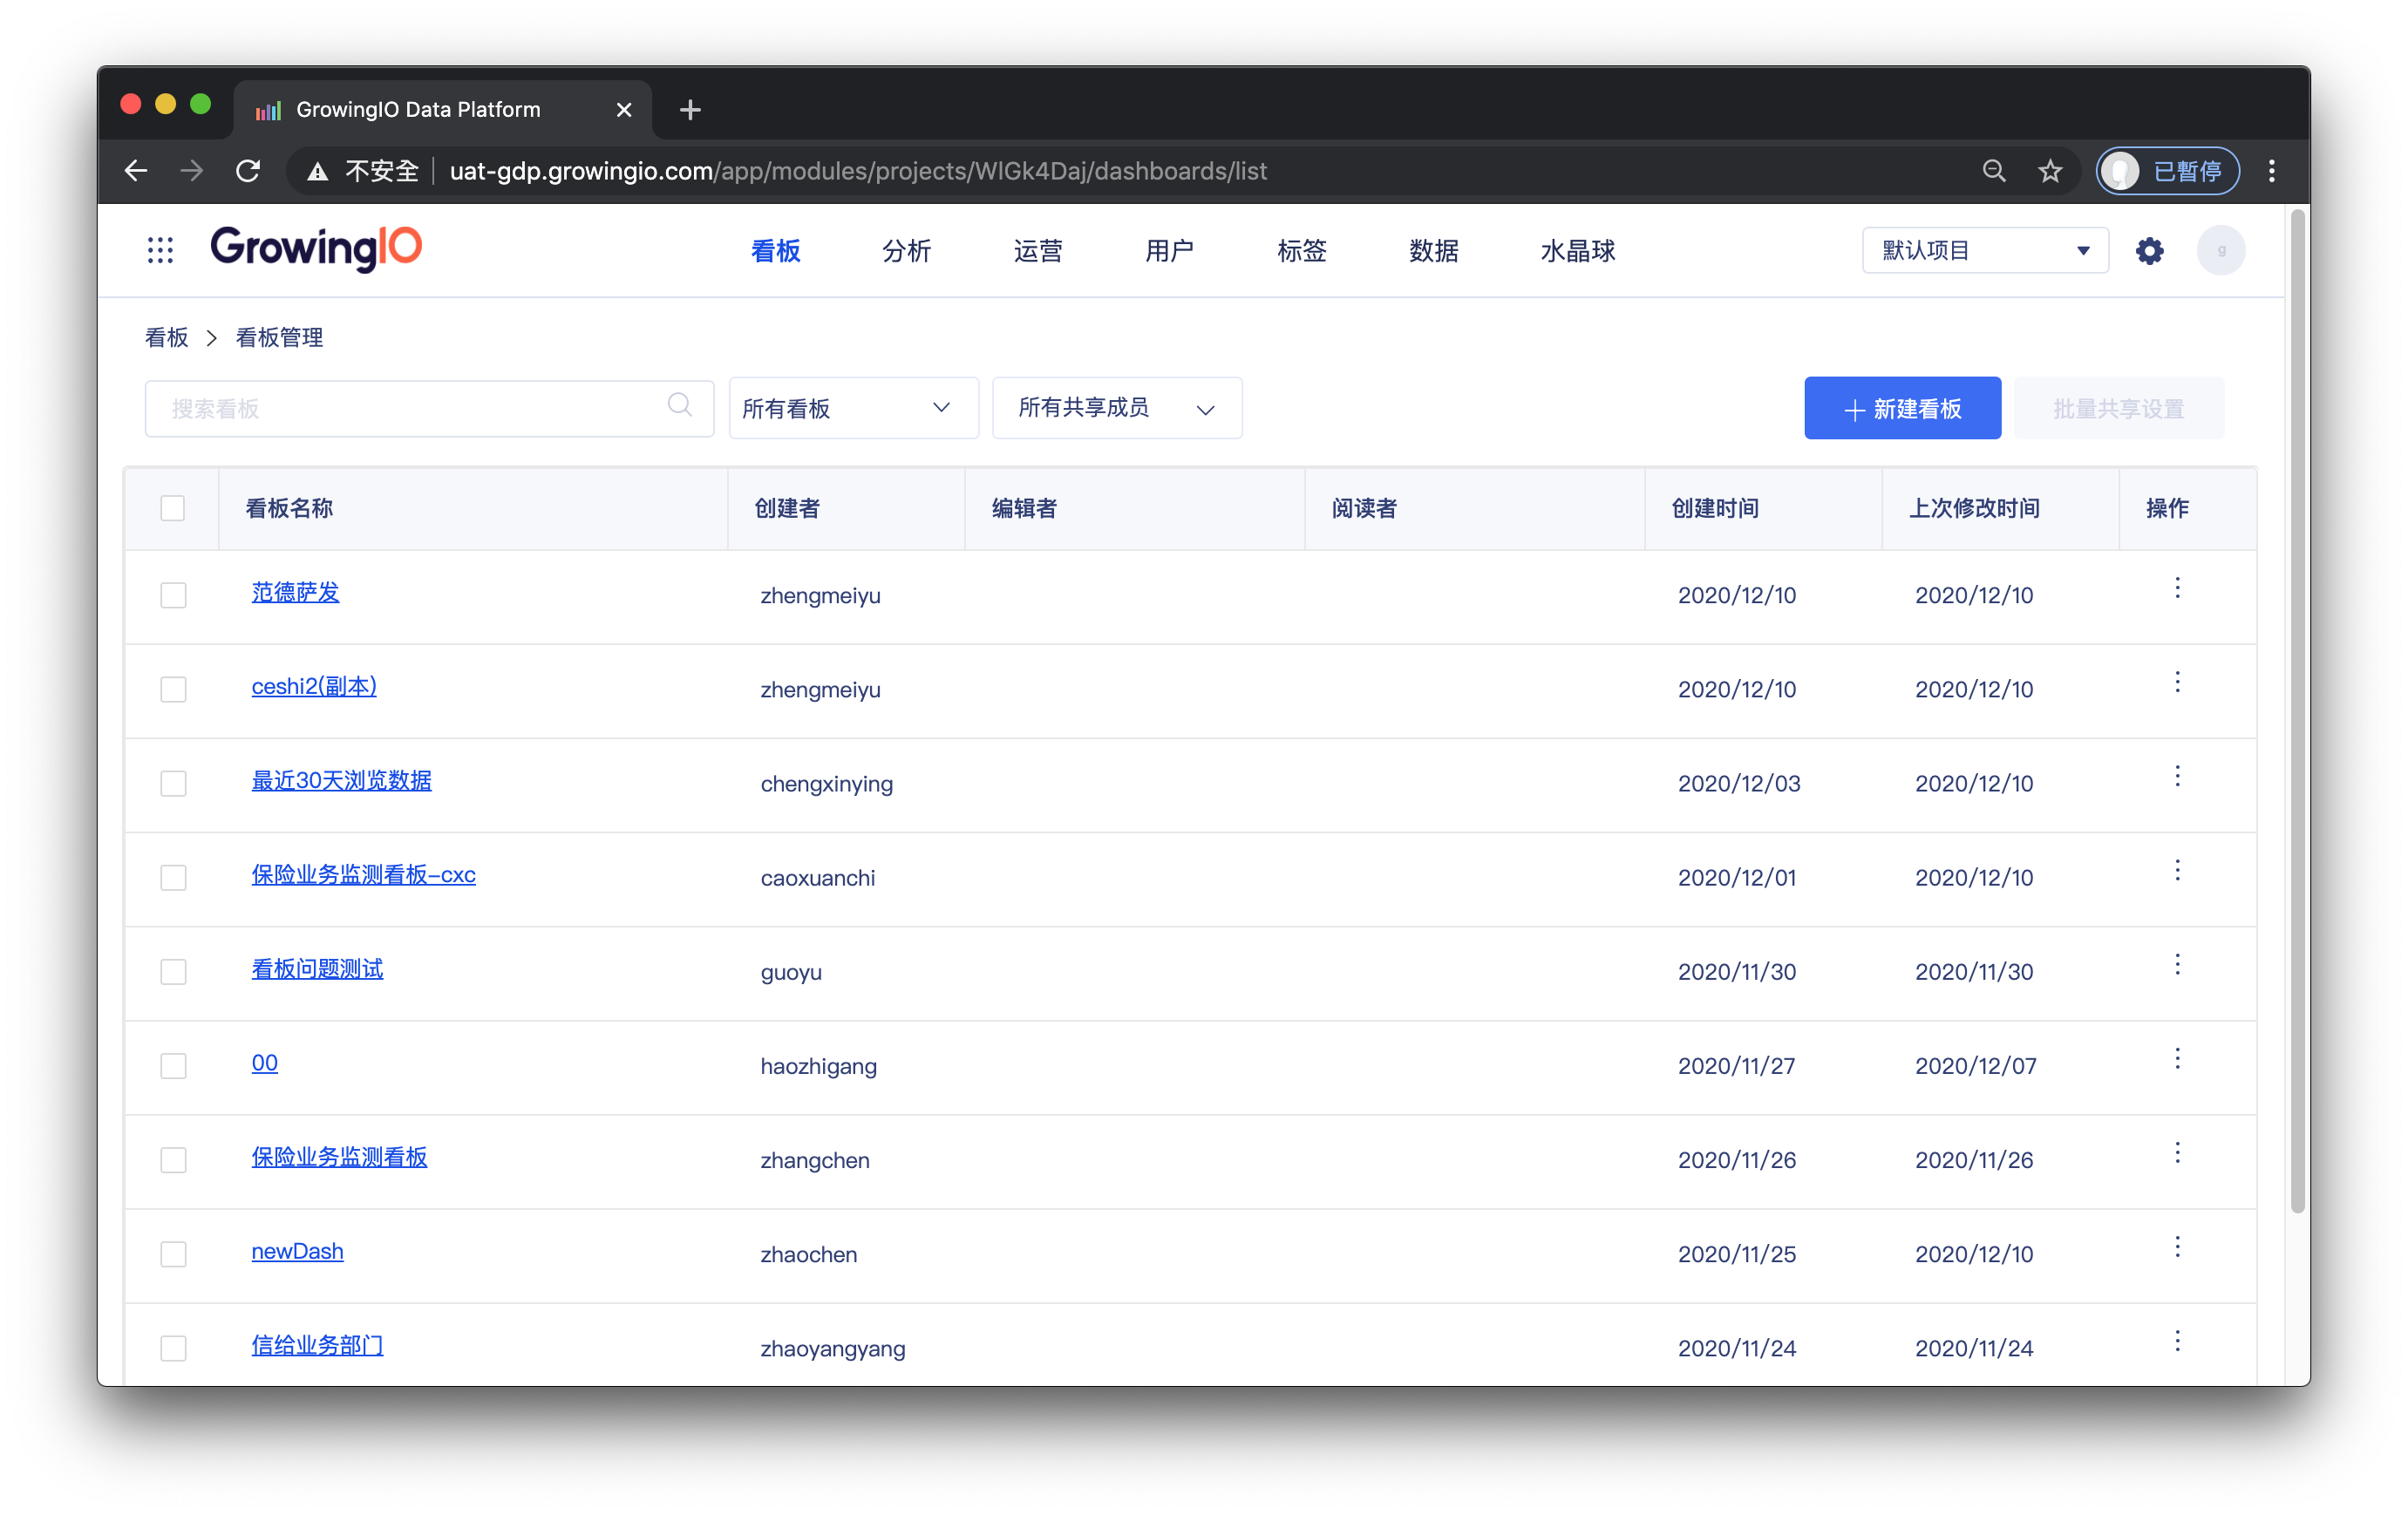 GrowingIO Data Platform
不安全 uat-gdp.growingio.com/app/modules/projects/WlGk4Daj/dashboards/list 已暂停
GrowingIO 看板 分析 运营 用户 标签 数据 水晶球 默认项目 g
看板 > 看板管理
搜索看板 所有看板 所有共享成员 + 新建看板 批量共享设置
看板名称 创建者 编辑者 阅读者 创建时间 上次修改时间 操作
范德萨发 zhengmeiyu 2020/12/10 2020/12/10
ceshi2(副本) zhengmeiyu 2020/12/10 2020/12/10
最近30天浏览数据 chengxinying 2020/12/03 2020/12/10
保险业务监测看板-cxc caoxuanchi 2020/12/01 2020/12/10
看板问题测试 guoyu 2020/11/30 2020/11/30
00 haozhigang 2020/11/27 2020/12/07
保险业务监测看板 zhangchen 2020/11/26 2020/11/26
newDash zhaochen 2020/11/25 2020/12/10
信给业务部门 zhaoyangyang 2020/11/24 2020/11/24